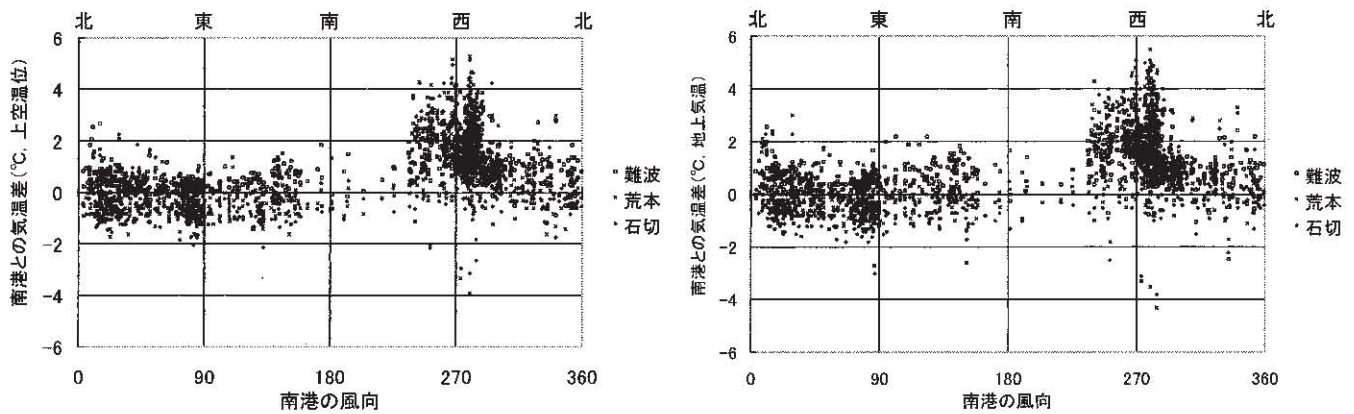 北 東 南 西 北
6
4
2
0
-2
-4
-6
0 90 180 270 360
南港との気温差(℃, 上空温位)
南港の風向
▫ 難波
× 荒本
・ 石切
北 東 南 西 北
6
4
2
0
-2
-4
-6
0 90 180 270 360
南港との気温差(℃, 地上気温)
南港の風向
▫ 難波
× 荒本
・ 石切